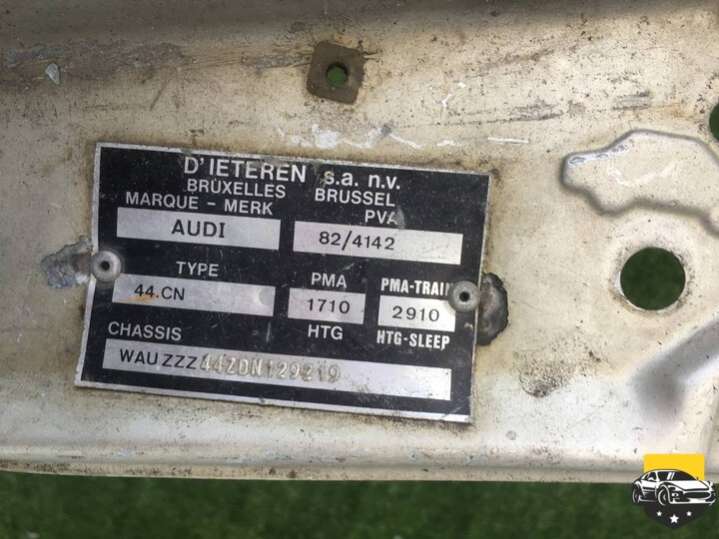 D'IETEREN s.a. n.v.
BRUXELLES BRUSSEL
MARQUE - MERK PVA
AUDI 82/4142
TYPE PMA PMA-TRAIN
44.CN 1710 2910
CHASSIS HTG HTG-SLEEP
WAUZZZ44ZDN129219